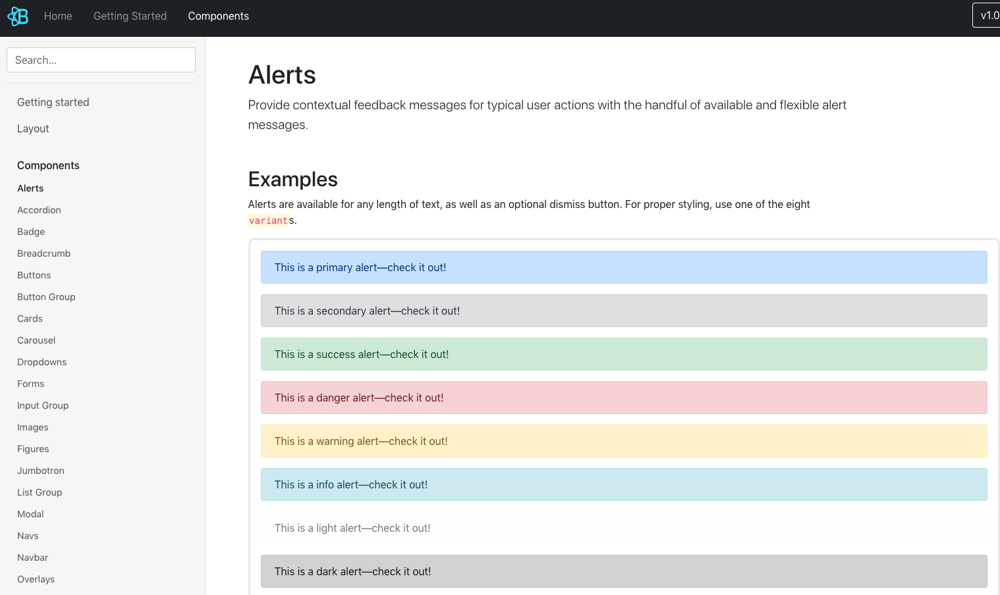 Home Getting Started Components v1.0
Search...
Getting started
Layout
Components
Alerts
Accordion
Badge
Breadcrumb
Buttons
Button Group
Cards
Carousel
Dropdowns
Forms
Input Group
Images
Figures
Jumbotron
List Group
Modal
Navs
Navbar
Overlays
Alerts
Provide contextual feedback messages for typical user actions with the handful of available and flexible alert
messages.
Examples
Alerts are available for any length of text, as well as an optional dismiss button. For proper styling, use one of the eight
variants.
This is a primary alert—check it out!
This is a secondary alert—check it out!
This is a success alert—check it out!
This is a danger alert—check it out!
This is a warning alert—check it out!
This is a info alert—check it out!
This is a light alert—check it out!
This is a dark alert—check it out!